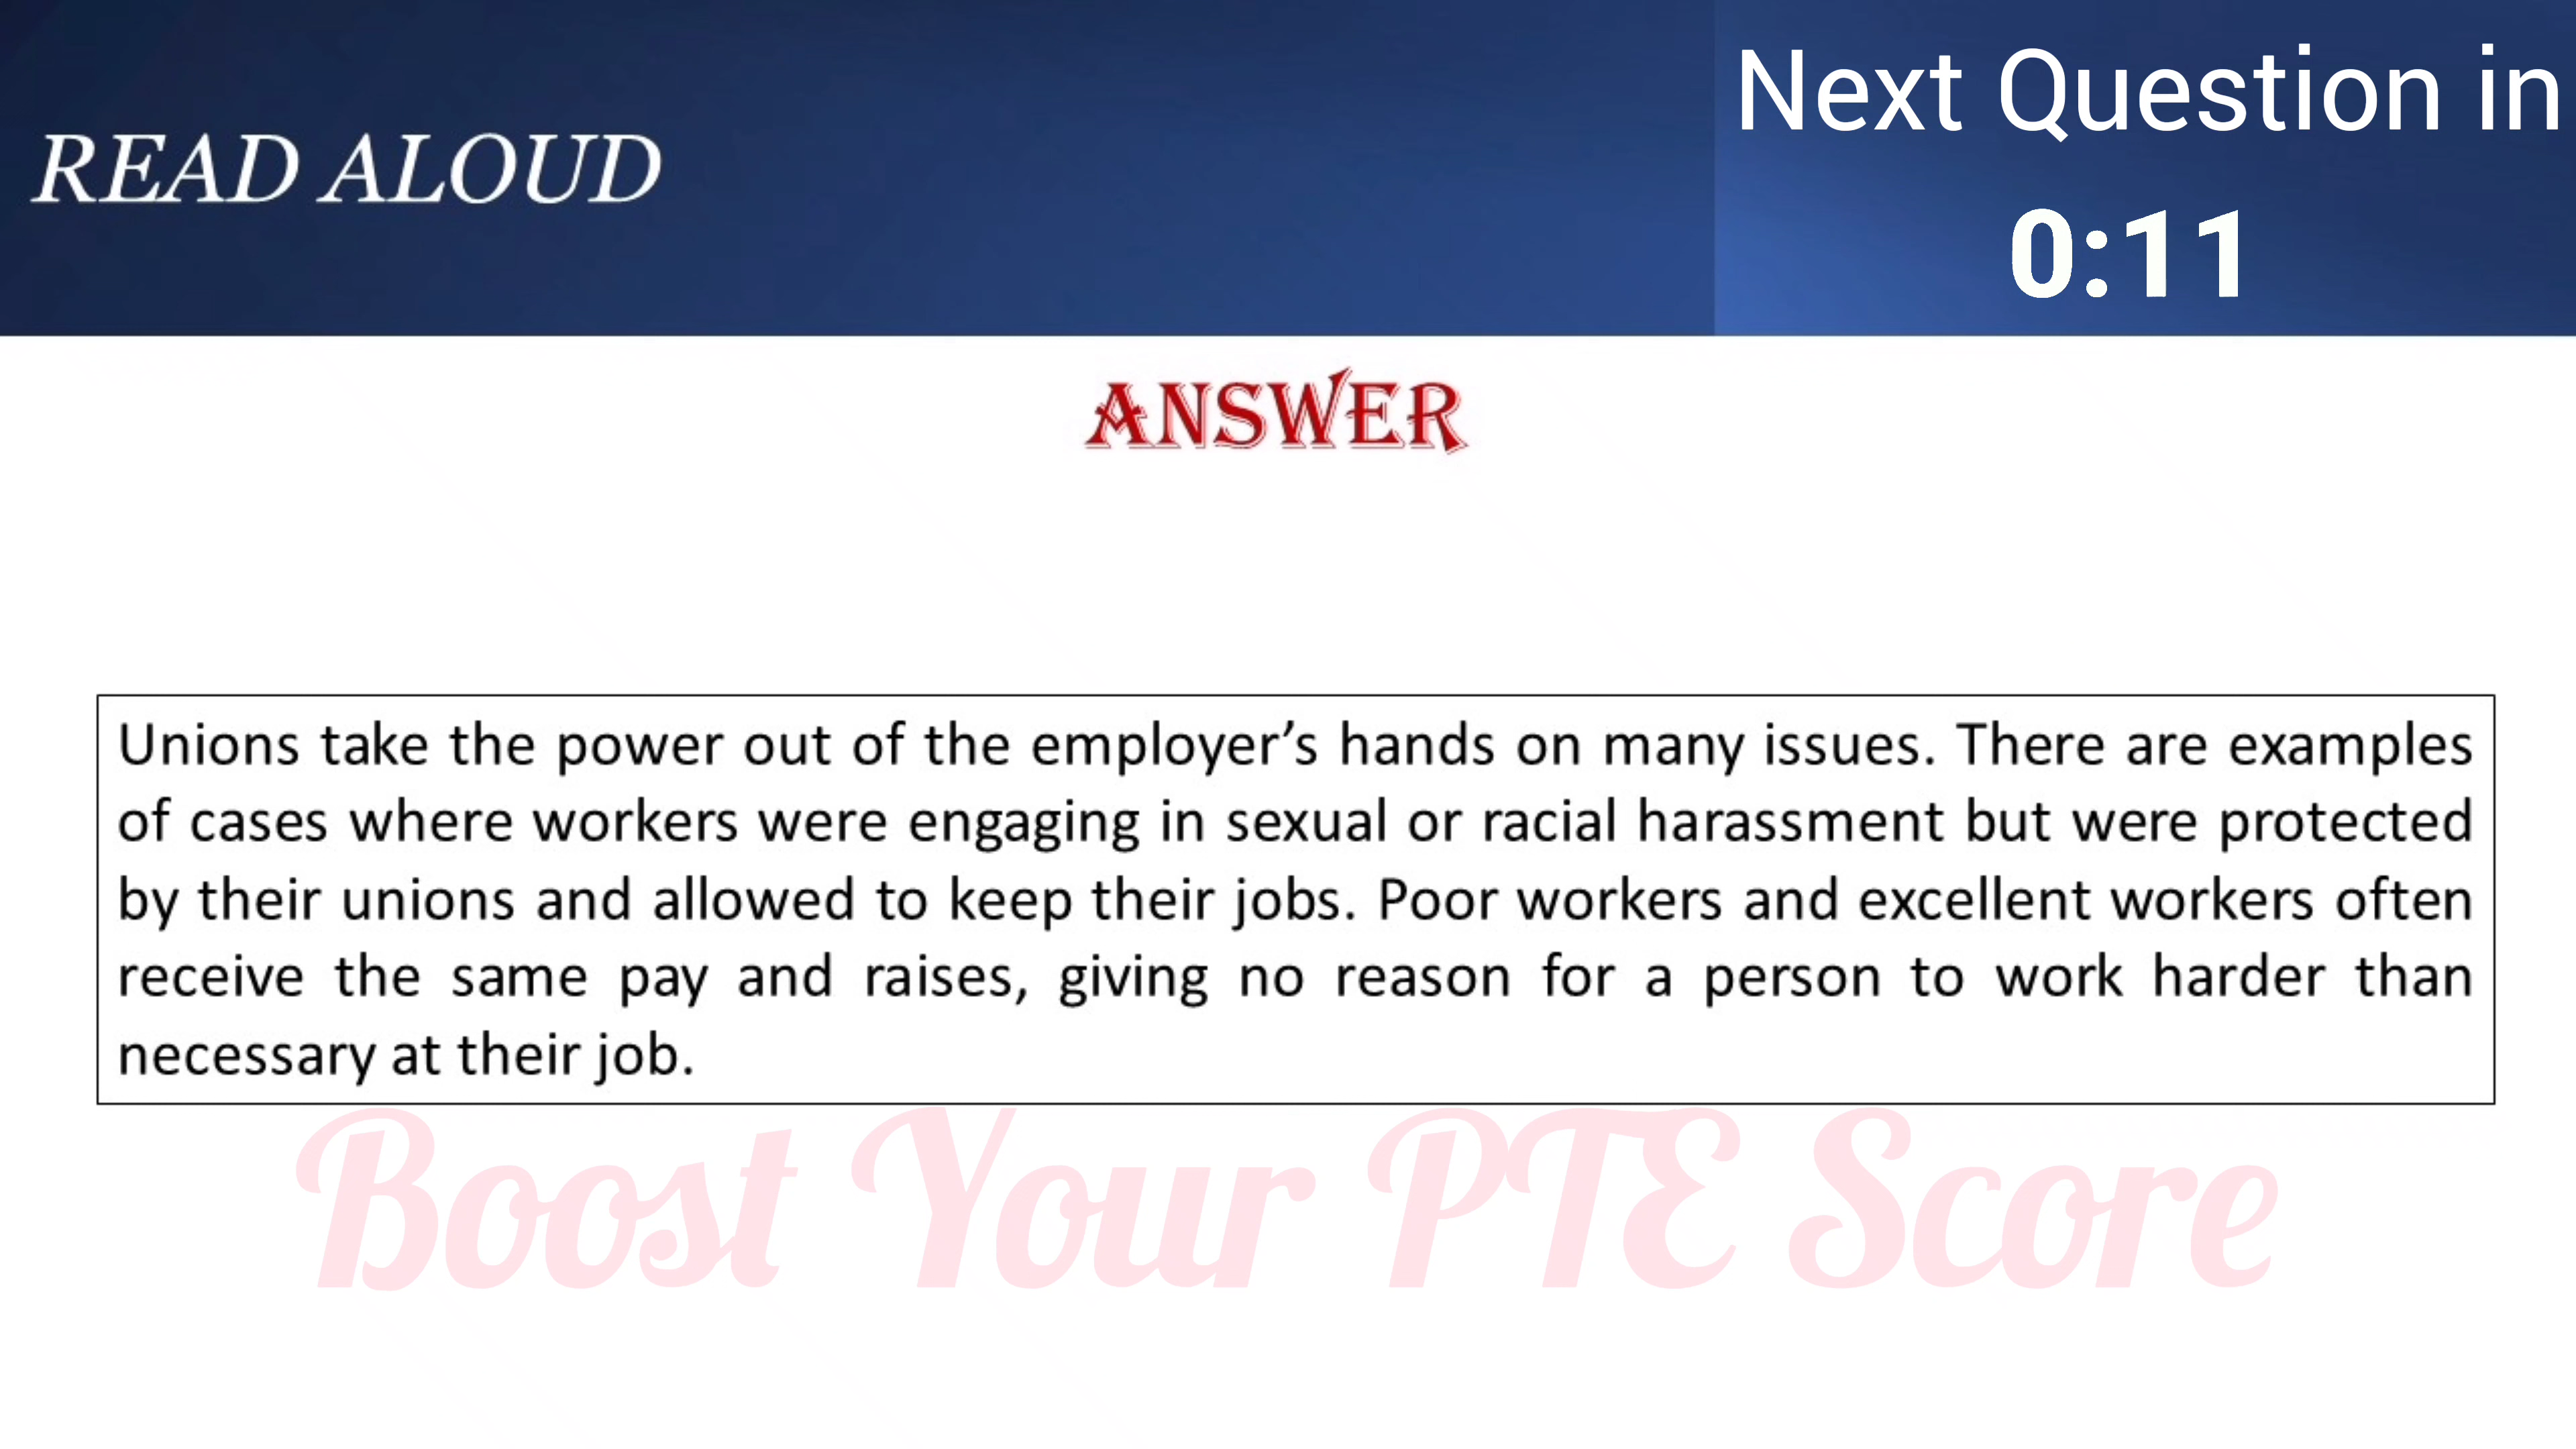 READ ALOUD
Next Question in
0:11
ANSWER
Unions take the power out of the employer’s hands on many issues. There are examples
of cases where workers were engaging in sexual or racial harassment but were protected
by their unions and allowed to keep their jobs. Poor workers and excellent workers often
receive the same pay and raises, giving no reason for a person to work harder than
necessary at their job.
Boost Your PTE Score